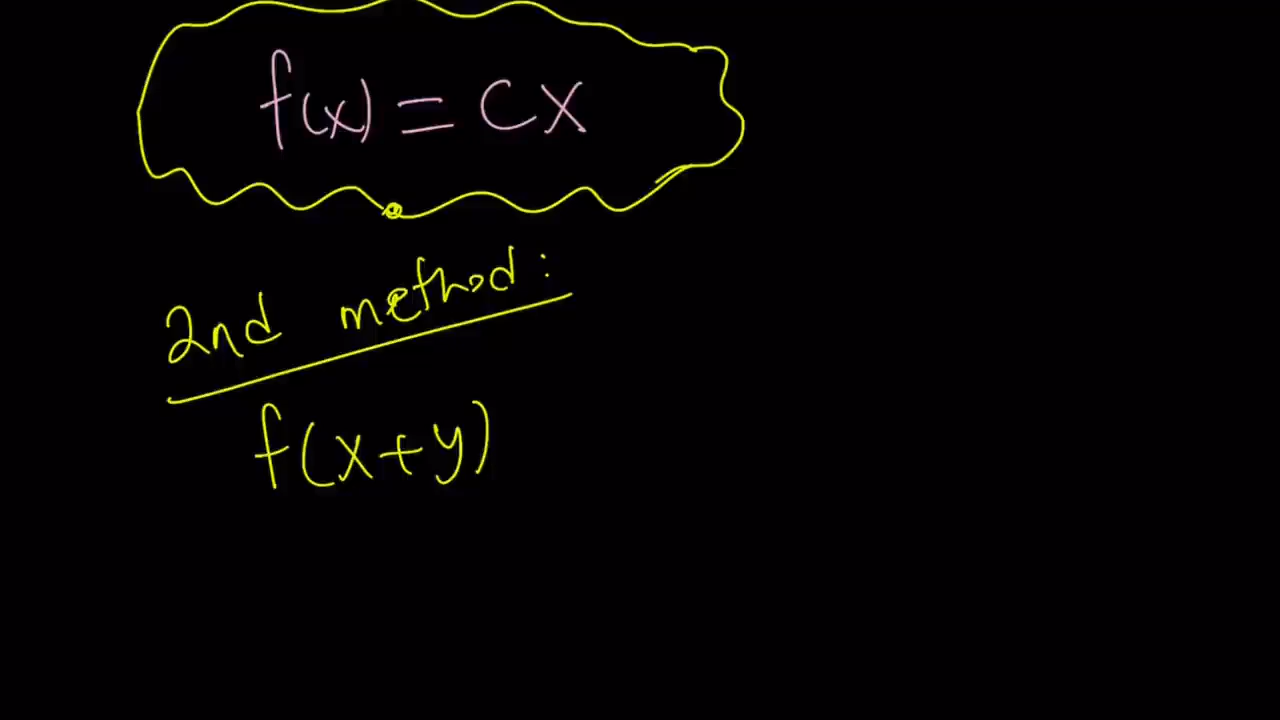 f(x) = cx
2nd method:
f(x+y)